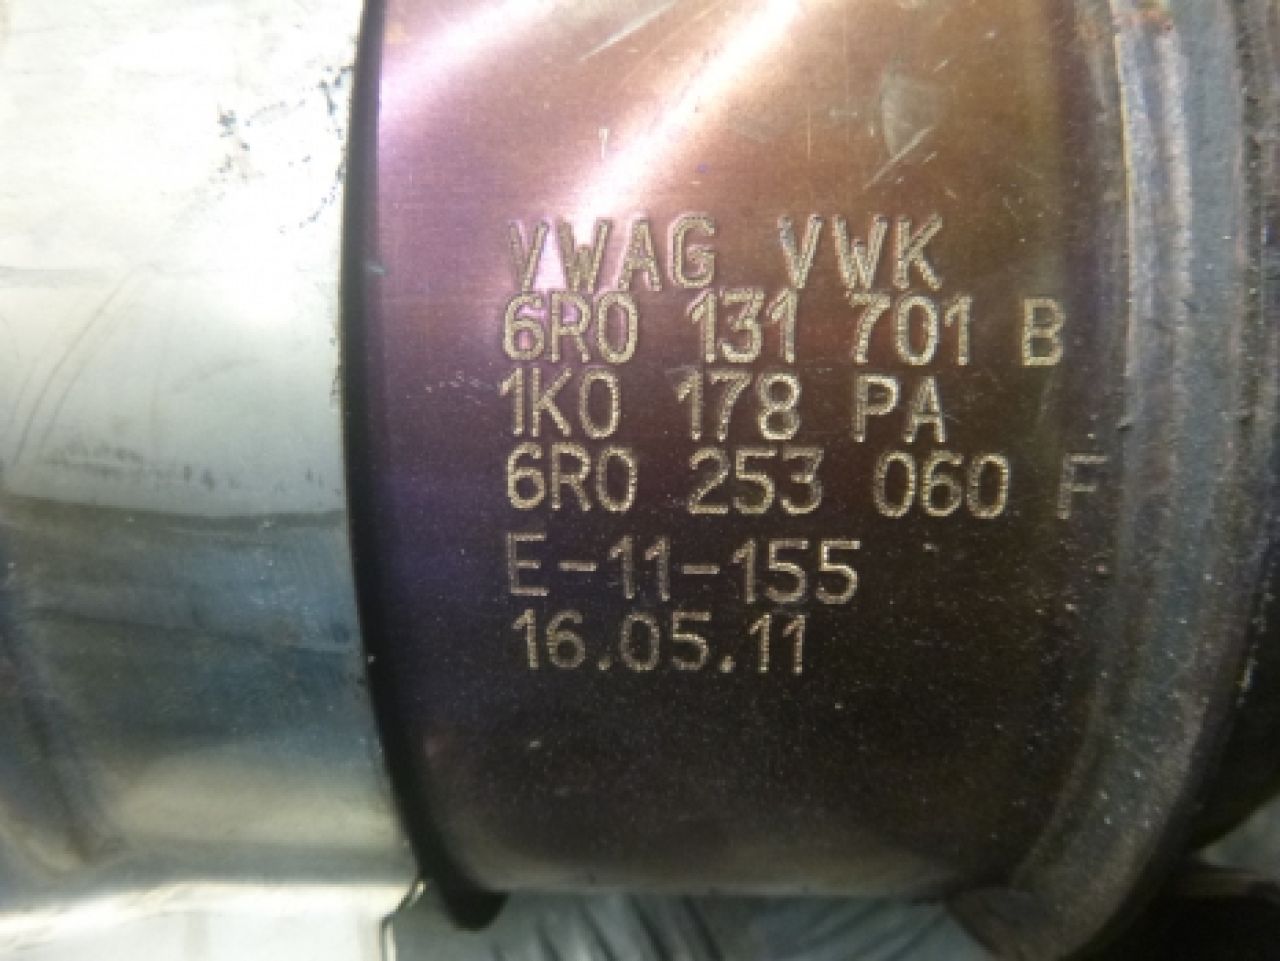 VWAG VWK
6R0 131 701 B
1K0 178 PA
6R0 253 060 F
E-11-155
16.05.11